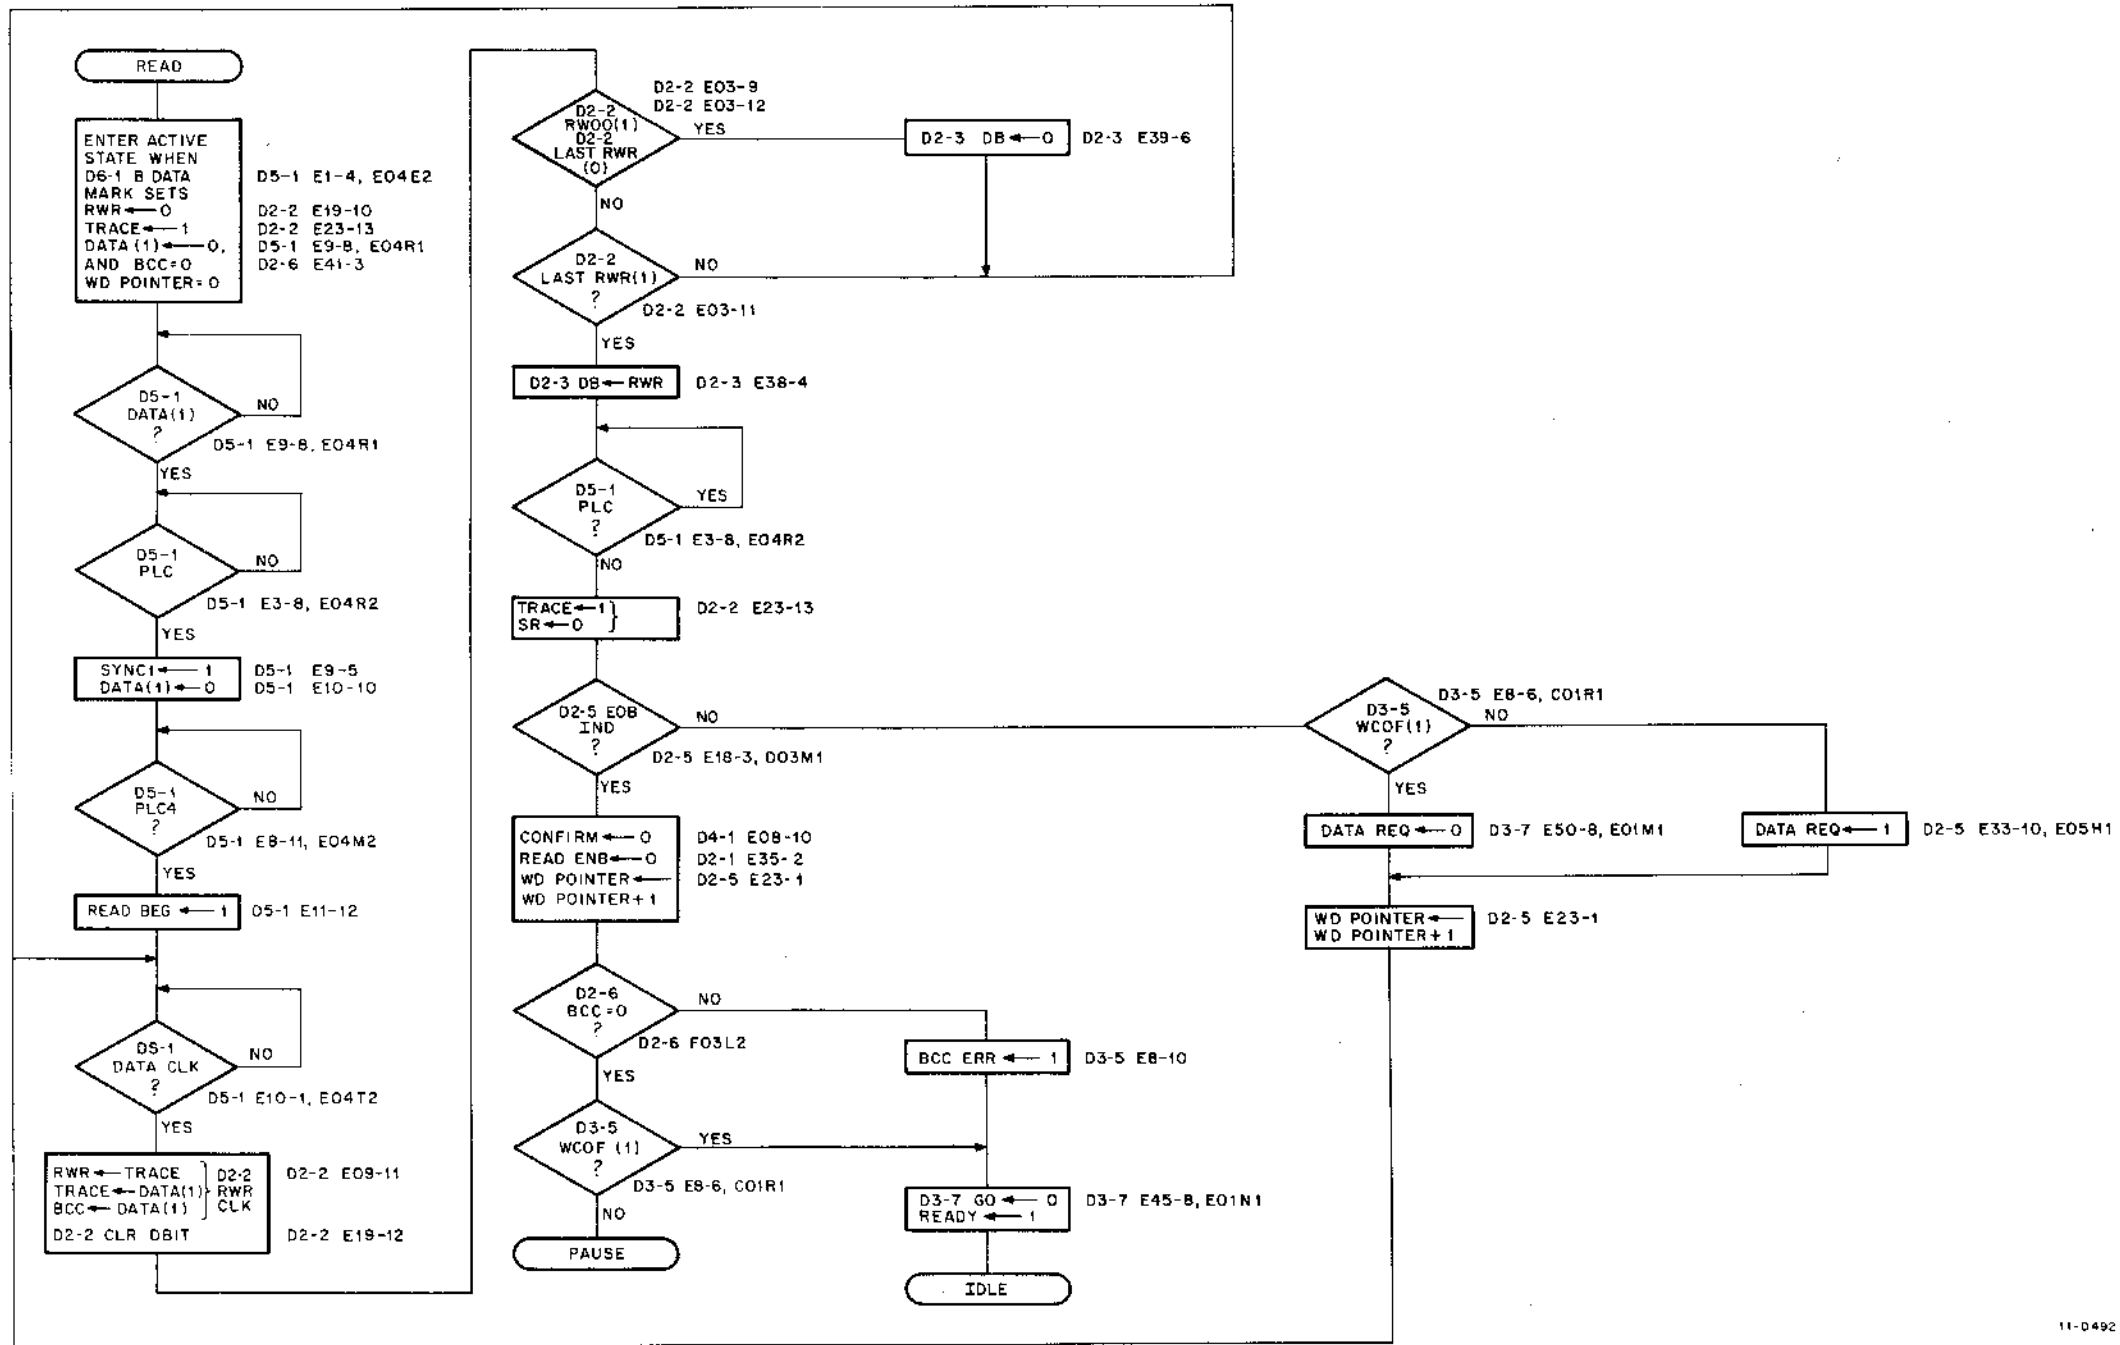 READ
ENTER ACTIVE
STATE WHEN
D6-1 B DATA
MARK SETS
RWR ← 0
TRACE ← 1
DATA (1) ← 0,
AND BCC=0
WD POINTER=0
D5-1 E1-4, E04E2
D2-2 E19-10
D2-2 E23-13
D5-1 E9-8, E04R1
D2-6 E41-3
D5-1
DATA(1)
?
NO
D5-1 E9-8, E04R1
YES
D5-1
PLC
NO
D5-1 E3-8, E04R2
YES
SYNC1 ← 1
DATA(1) ← 0
D5-1 E9-5
D5-1 E10-10
D5-1
PLC4
?
NO
D5-1 E8-11, E04M2
YES
READ BEG ← 1
D5-1 E11-12
D5-1
DATA CLK
?
NO
D5-1 E10-1, E04T2
YES
RWR ← TRACE
TRACE ← DATA(1)
BCC ← DATA(1)
D2-2
RWR
CLK
D2-2 CLR DBIT
D2-2 E09-11
D2-2 E19-12
D2-2
RW00(1)
D2-2
LAST RWR
(0)
D2-2 E03-9
D2-2 E03-12
YES
NO
D2-3 DB ← 0
D2-3 E39-6
D2-2
LAST RWR(1)
?
NO
D2-2 E03-11
YES
D2-3 DB ← RWR
D2-3 E38-4
D5-1
PLC
?
YES
D5-1 E3-8, E04R2
NO
TRACE ← 1 }
SR ← 0
D2-2 E23-13
D2-5 EOB
IND
?
NO
D2-5 E18-3, D03M1
YES
CONFIRM ← 0
READ ENB ← 0
WD POINTER ←
WD POINTER+1
D4-1 E08-10
D2-1 E35-2
D2-5 E23-1
D2-6
BCC=0
?
NO
D2-6 F03L2
YES
BCC ERR ← 1
D3-5 E8-10
D3-5
WCOF (1)
?
YES
D3-5 E8-6, C01R1
NO
PAUSE
D3-7 GO ← 0
READY ← 1
D3-7 E45-8, E01N1
IDLE
D3-5
WCOF(1)
?
D3-5 E8-6, C01R1
NO
YES
DATA REQ ← 0
D3-7 E50-8, E01M1
DATA REQ ← 1
D2-5 E33-10, E05H1
WD POINTER ←
WD POINTER+1
D2-5 E23-1
11-0492